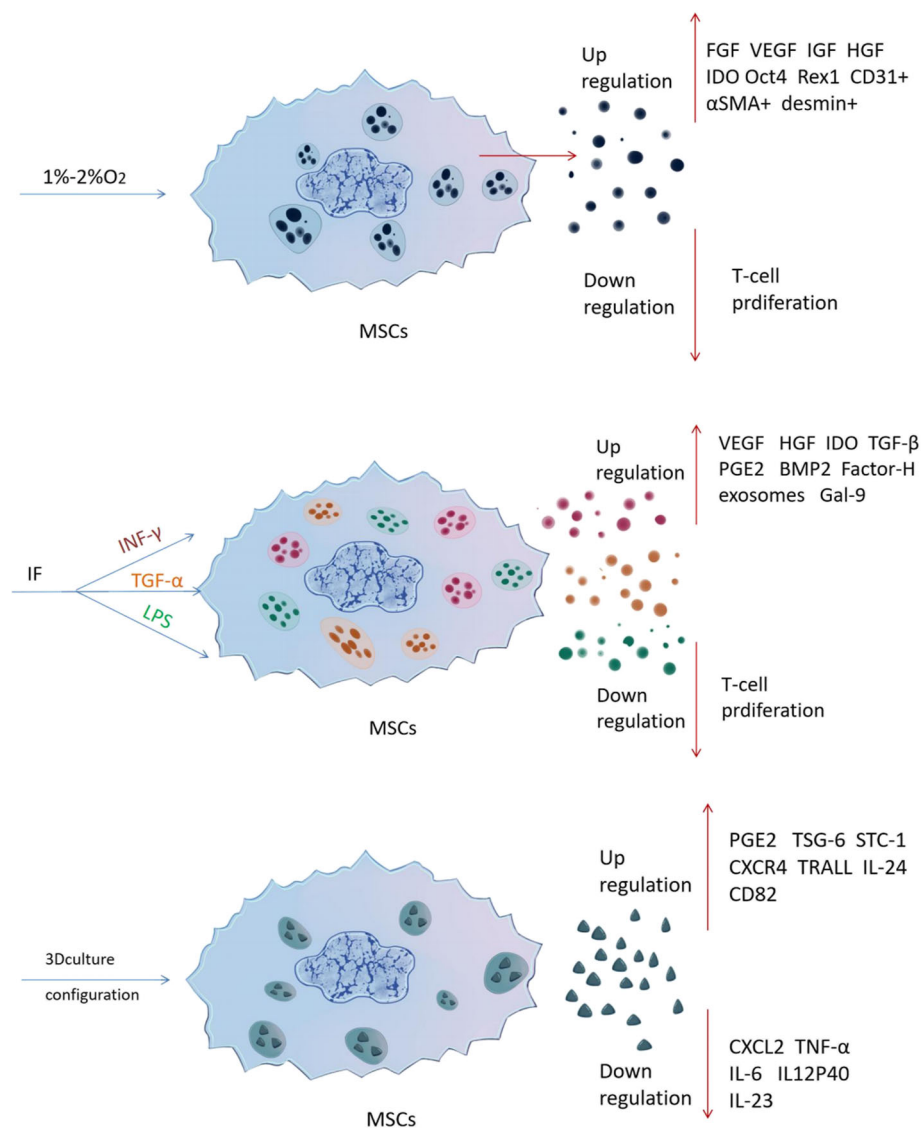 Up
regulation
FGF VEGF IGF HGF
IDO Oct4 Rex1 CD31+
αSMA+ desmin+
1%-2%O2
Down
regulation
T-cell
prdiferation
MSCs
Up
regulation
VEGF HGF IDO TGF-β
PGE2 BMP2 Factor-H
exosomes Gal-9
IF
INF-γ
TGF-α
LPS
Down
regulation
T-cell
prdiferation
MSCs
Up
regulation
PGE2 TSG-6 STC-1
CXCR4 TRALL IL-24
CD82
3Dculture
configuration
Down
regulation
CXCL2 TNF-α
IL-6 IL12P40
IL-23
MSCs